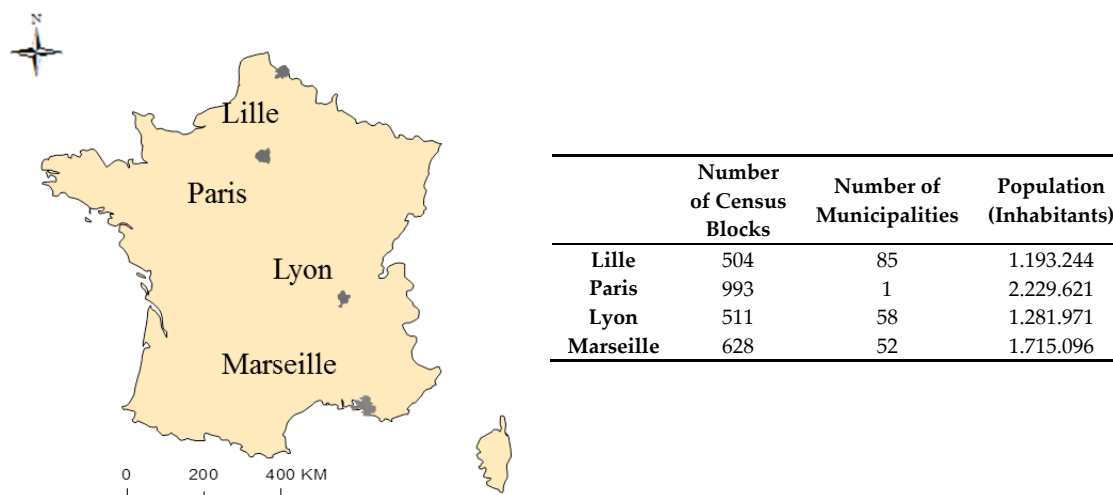 N
Lille
Paris
Lyon
Marseille
0 200 400 KM
Number of Census Blocks Number of Municipalities Population (Inhabitants)
Lille 504 85 1.193.244
Paris 993 1 2.229.621
Lyon 511 58 1.281.971
Marseille 628 52 1.715.096